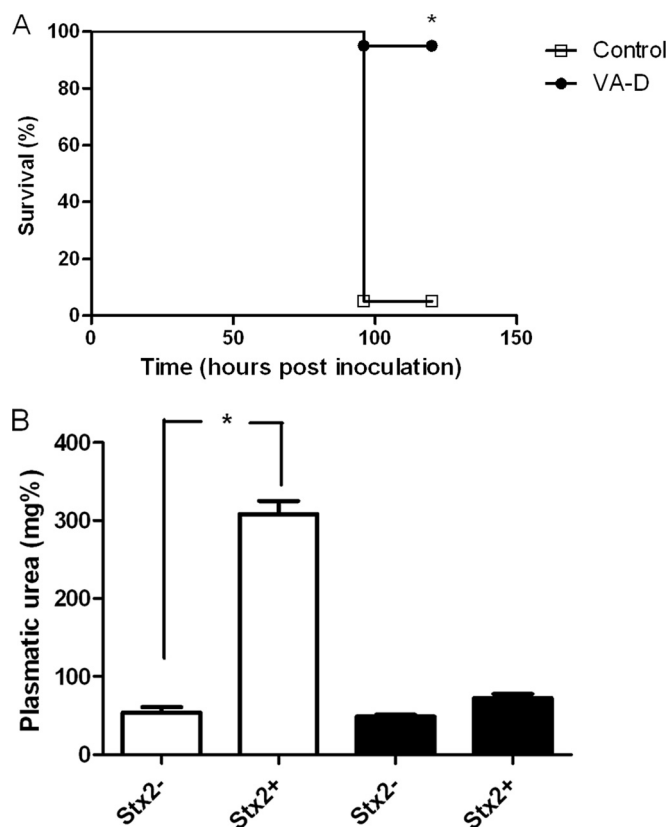 A
*
100
80
60
40
20
0
Survival (%)
0 50 100 150
Time (hours post inoculation)
Control
VA-D
B
*
400
300
200
100
0
Plasmatic urea (mg%)
Stx2- Stx2+ Stx2- Stx2+